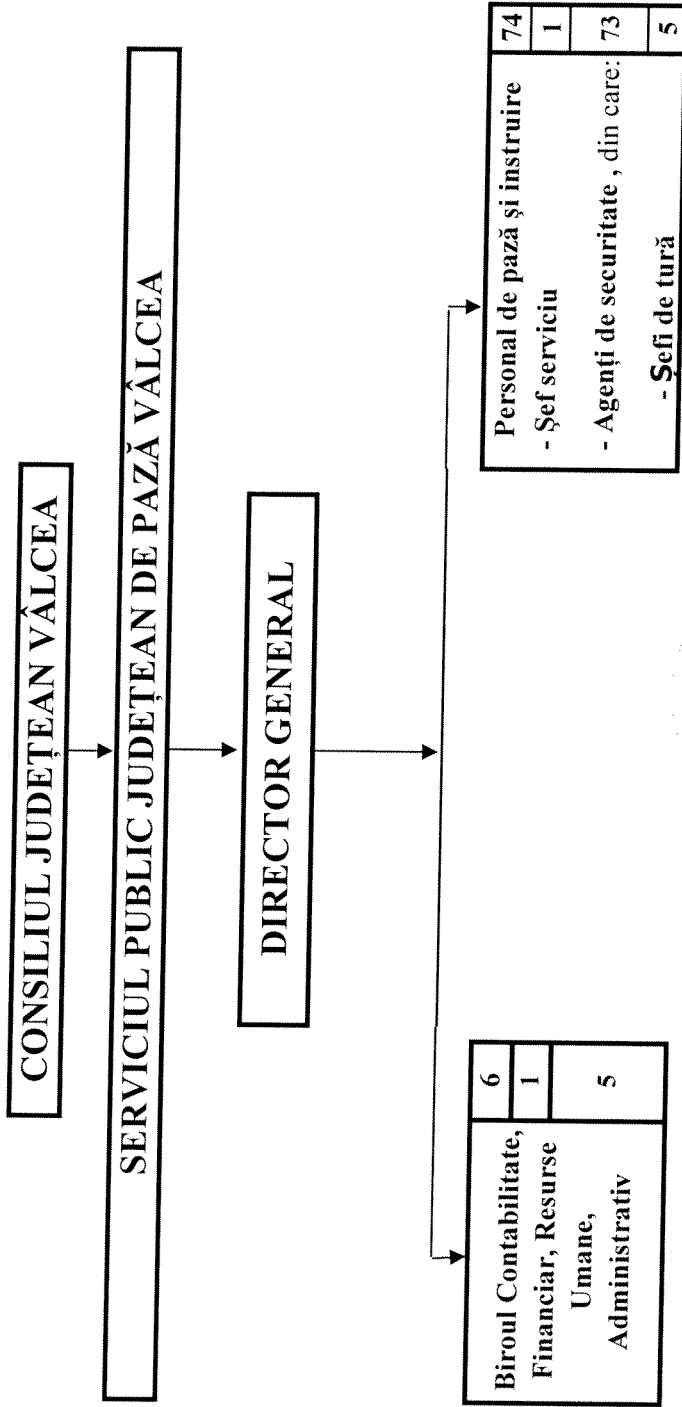 CONSILIUL JUDEȚEAN VÂLCEA
SERVICIUL PUBLIC JUDEȚEAN DE PAZĂ VÂLCEA
DIRECTOR GENERAL
Biroul Contabilitate,
Financiar, Resurse
Umane,
Administrativ
6
1
5
Personal de pază și instruire 74
- Șef serviciu 1
- Agenți de securitate , din care: 73
- Șefi de tură 5